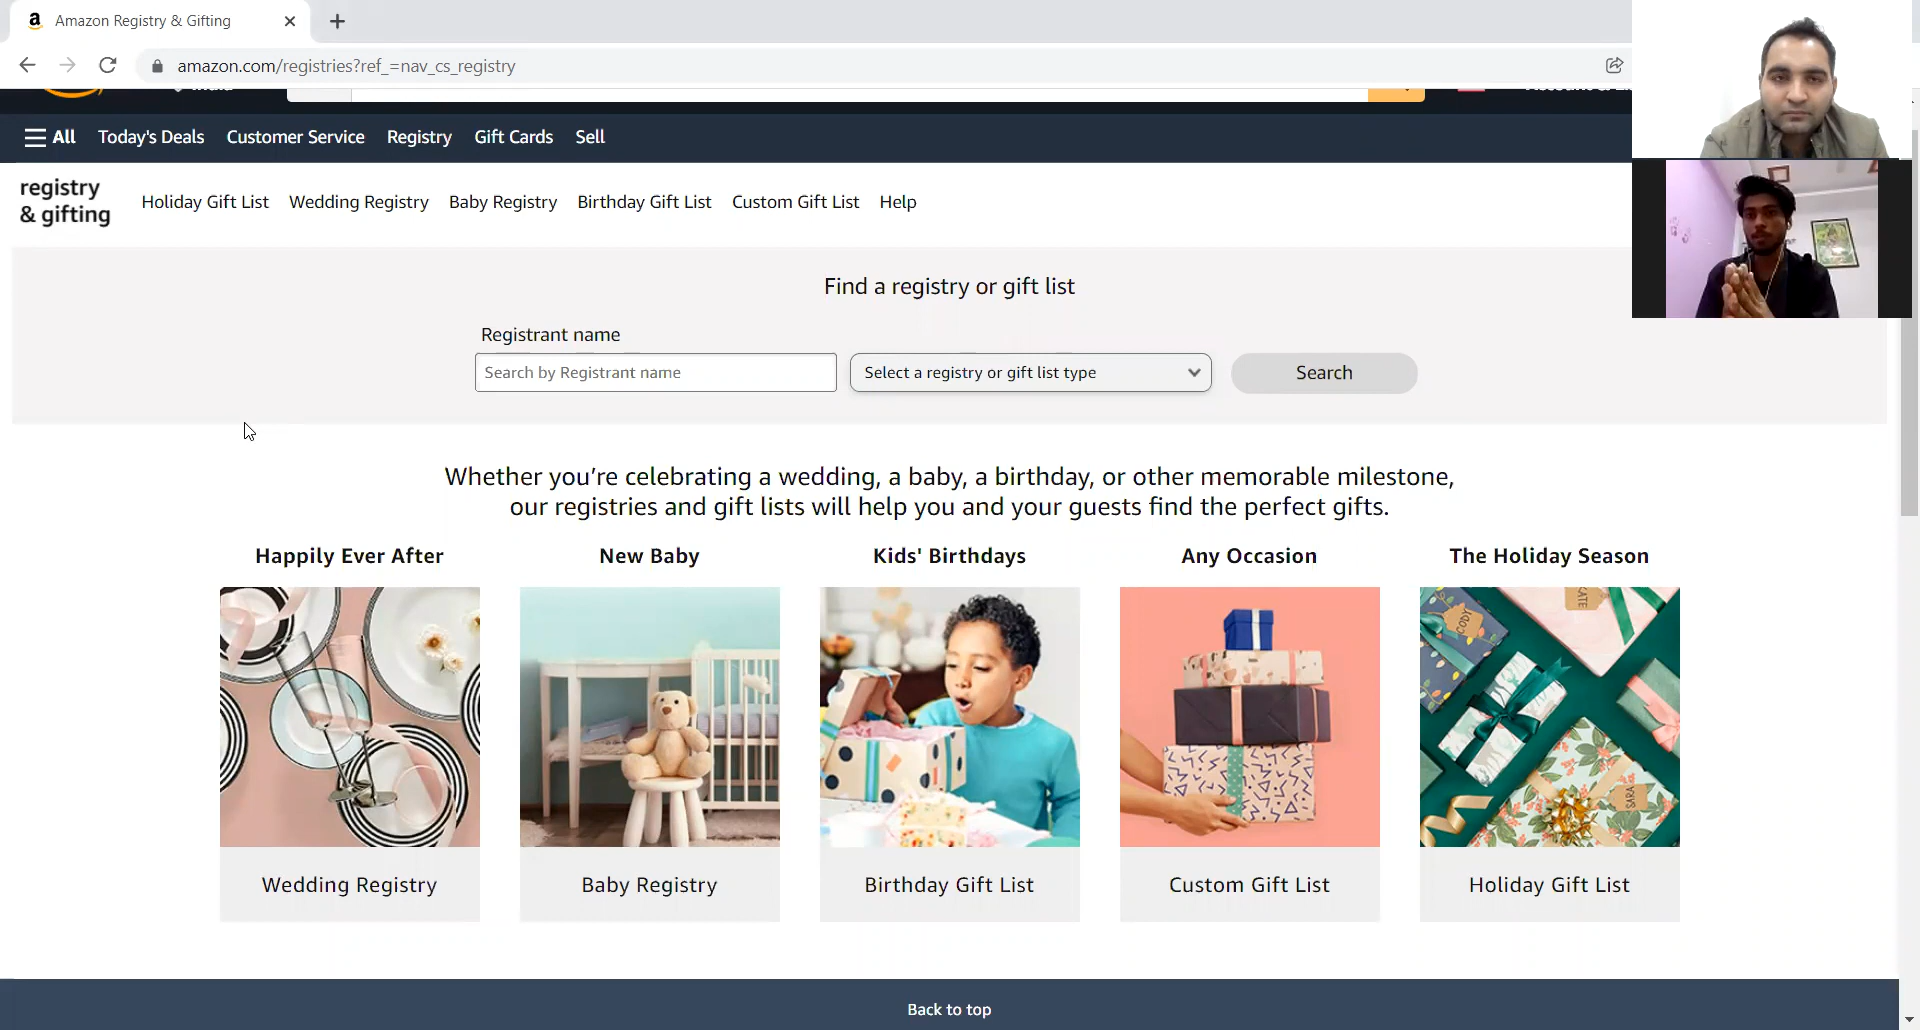 Amazon Registry & Gifting
amazon.com/registries?ref_=nav_cs_registry
All Today's Deals Customer Service Registry Gift Cards Sell
registry
& gifting
Holiday Gift List Wedding Registry Baby Registry Birthday Gift List Custom Gift List Help
Find a registry or gift list
Registrant name
Search by Registrant name Select a registry or gift list type Search
Whether you’re celebrating a wedding, a baby, a birthday, or other memorable milestone,
our registries and gift lists will help you and your guests find the perfect gifts.
Happily Ever After New Baby Kids' Birthdays Any Occasion The Holiday Season
CODY
SARA
Wedding Registry Baby Registry Birthday Gift List Custom Gift List Holiday Gift List
Back to top